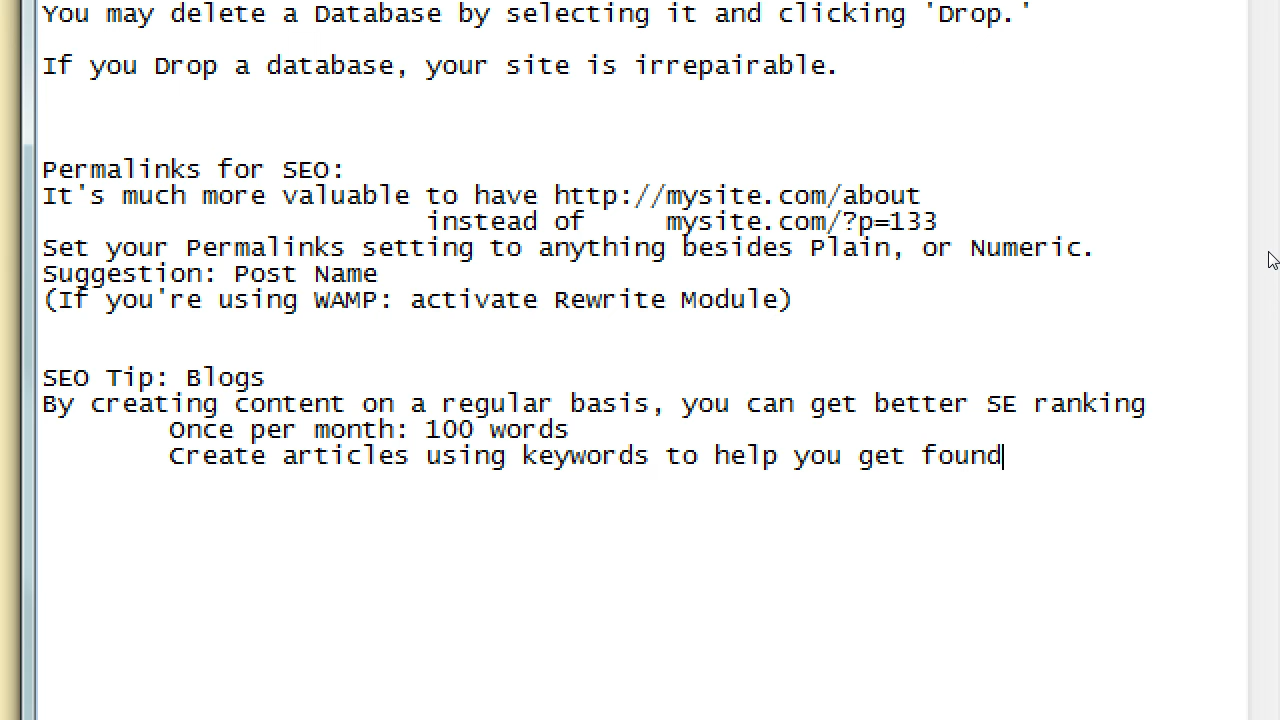 You may delete a Database by selecting it and clicking 'Drop.'
If you Drop a database, your site is irrepairable.
Permalinks for SEO:
It's much more valuable to have http://mysite.com/about
instead of mysite.com/?p=133
Set your Permalinks setting to anything besides Plain, or Numeric.
Suggestion: Post Name
(If you're using WAMP: activate Rewrite Module)
SEO Tip: Blogs
By creating content on a regular basis, you can get better SE ranking
Once per month: 100 words
Create articles using keywords to help you get found